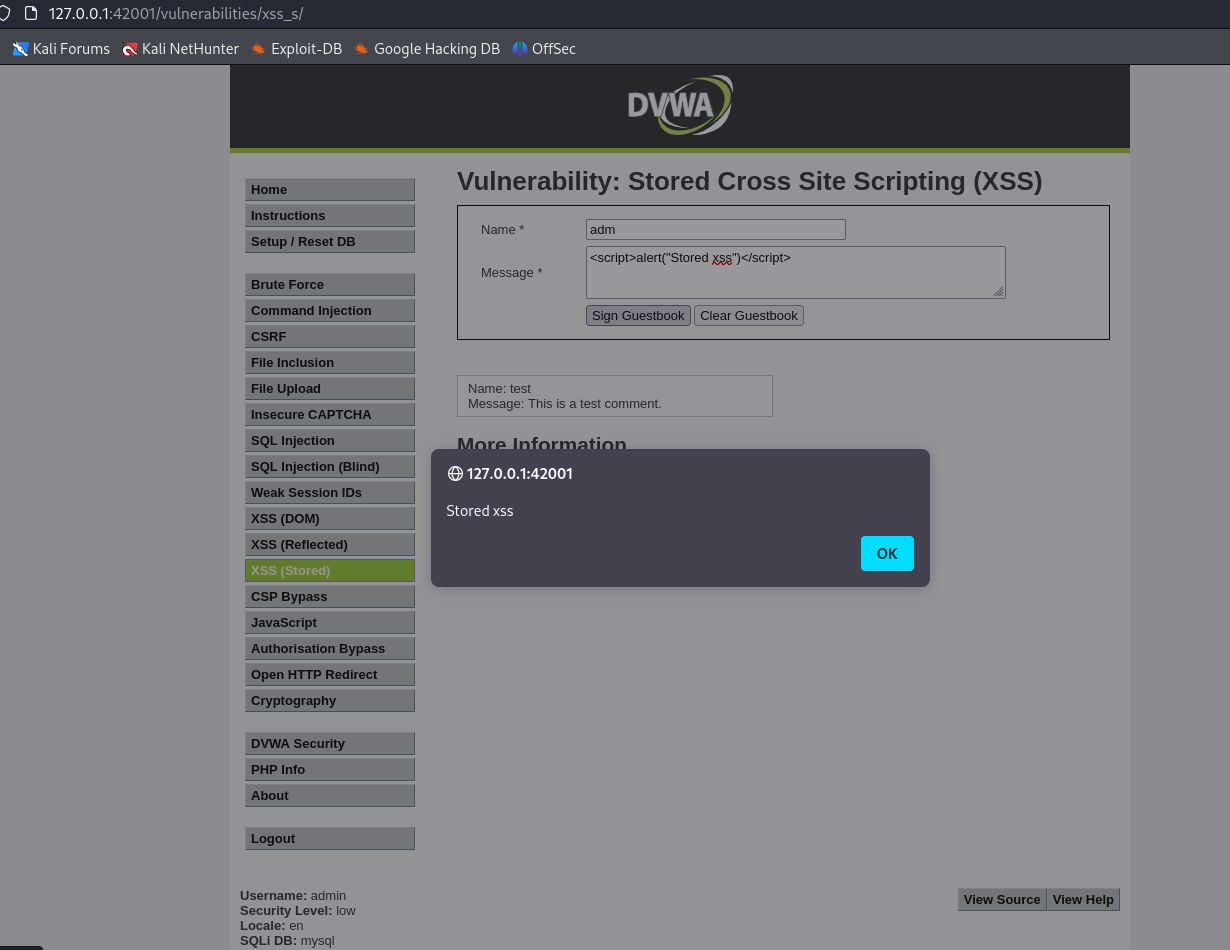 127.0.0.1:42001/vulnerabilities/xss_s/
Kali Forums Kali NetHunter Exploit-DB Google Hacking DB OffSec
DVWA
Home
Instructions
Setup / Reset DB
Brute Force
Command Injection
CSRF
File Inclusion
File Upload
Insecure CAPTCHA
SQL Injection
SQL Injection (Blind)
Weak Session IDs
XSS (DOM)
XSS (Reflected)
XSS (Stored)
CSP Bypass
JavaScript
Authorisation Bypass
Open HTTP Redirect
Cryptography
DVWA Security
PHP Info
About
Logout
Vulnerability: Stored Cross Site Scripting (XSS)
Name * adm
Message * <script>alert("Stored xss")</script>
Sign Guestbook Clear Guestbook
Name: test
Message: This is a test comment.
More Information
127.0.0.1:42001
Stored xss
OK
Username: admin
Security Level: low
Locale: en
SQLi DB: mysql
View Source View Help